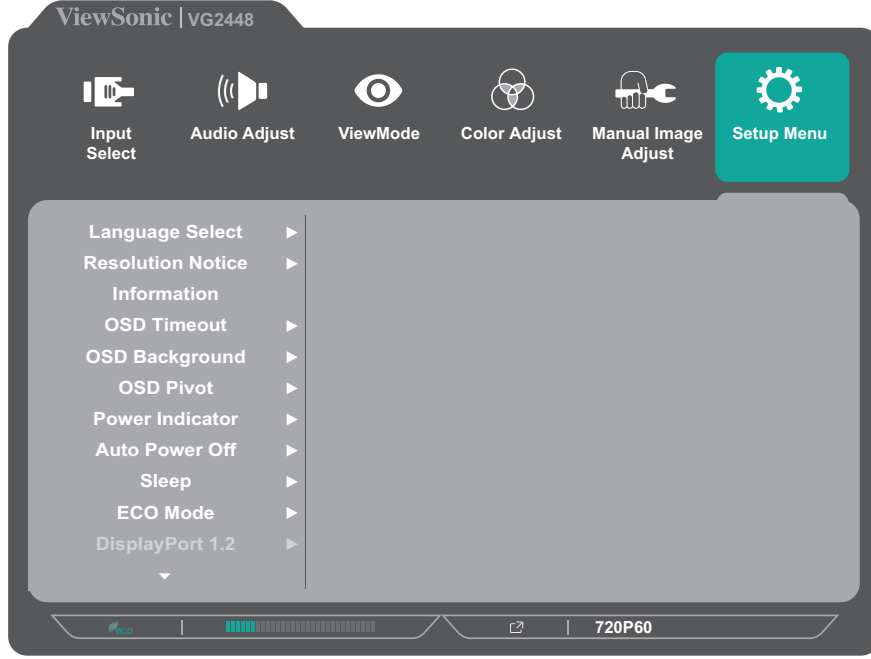 ViewSonic | VG2448
Input
Select
Audio Adjust
ViewMode
Color Adjust
Manual Image
Adjust
Setup Menu
Language Select
Resolution Notice
Information
OSD Timeout
OSD Background
OSD Pivot
Power Indicator
Auto Power Off
Sleep
ECO Mode
DisplayPort 1.2
eco
720P60